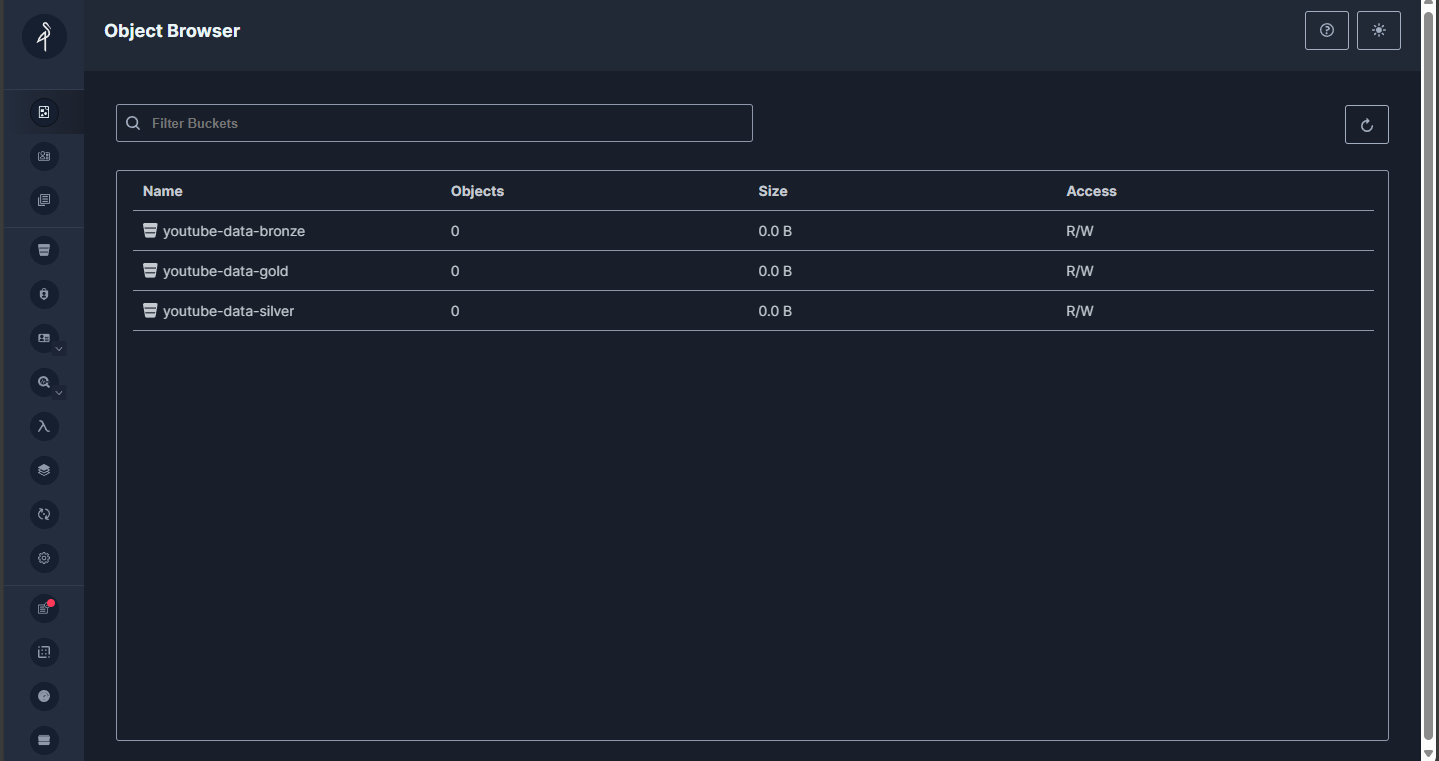 Object Browser
Filter Buckets
Name Objects Size Access
youtube-data-bronze 0 0.0 B R/W
youtube-data-gold 0 0.0 B R/W
youtube-data-silver 0 0.0 B R/W